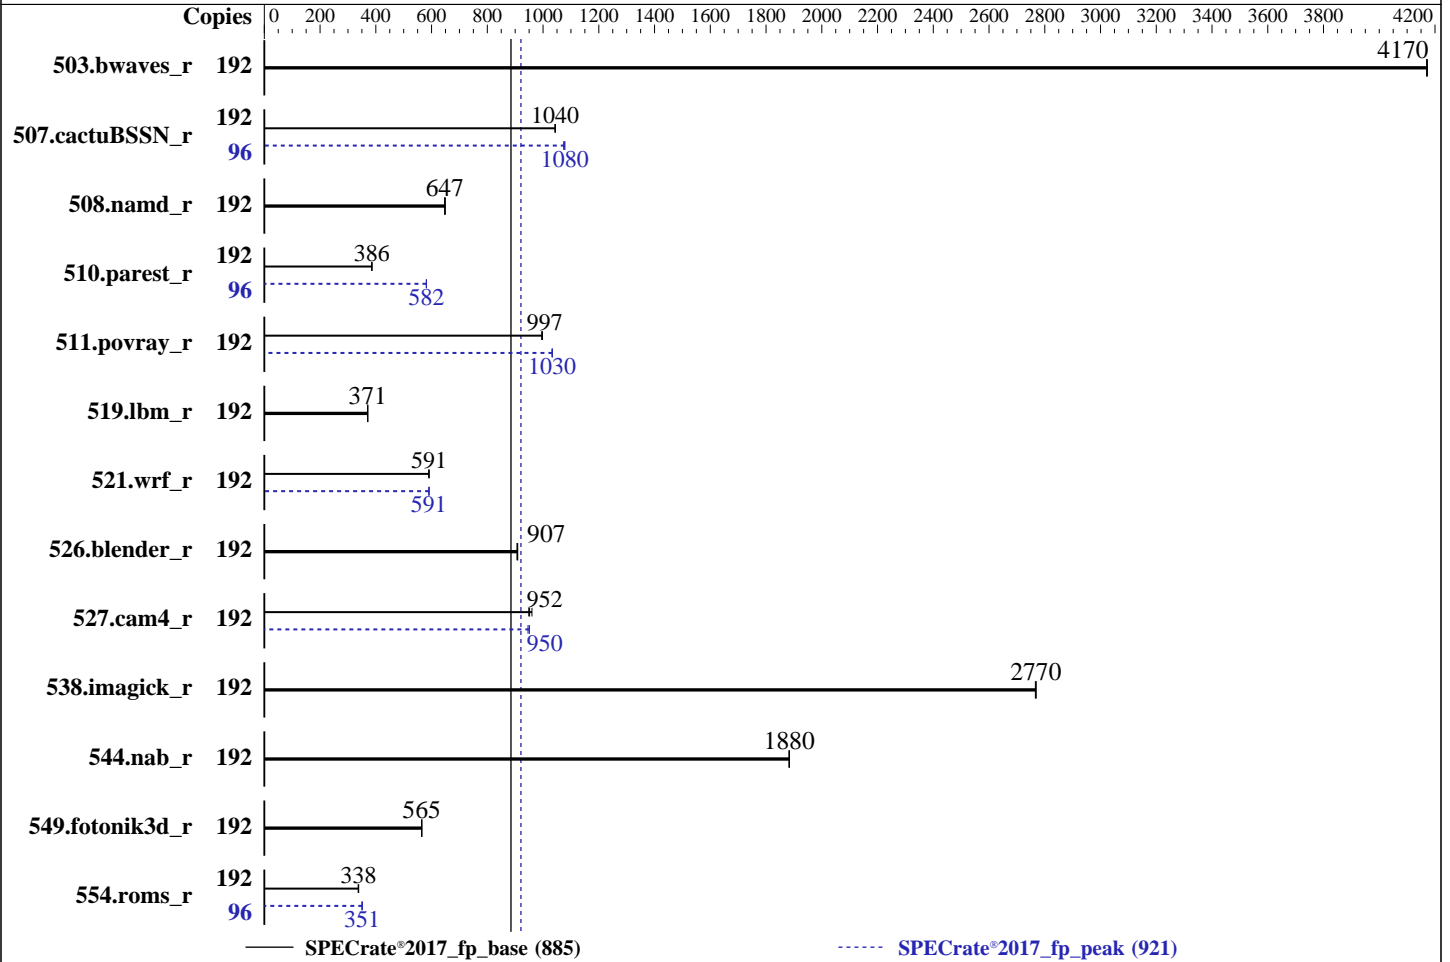 Copies 0 200 400 600 800 1000 1200 1400 1600 1800 2000 2200 2400 2600 2800 3000 3200 3400 3600 3800 4200
503.bwaves_r 192 4170
507.cactuBSSN_r 192 1040
96 1080
508.namd_r 192 647
510.parest_r 192 386
96 582
511.povray_r 192 997
1030
519.lbm_r 192 371
521.wrf_r 192 591
591
526.blender_r 192 907
527.cam4_r 192 952
950
538.imagick_r 192 2770
544.nab_r 192 1880
549.fotonik3d_r 192 565
554.roms_r 192 338
96 351
SPECrate®2017_fp_base (885) SPECrate®2017_fp_peak (921)